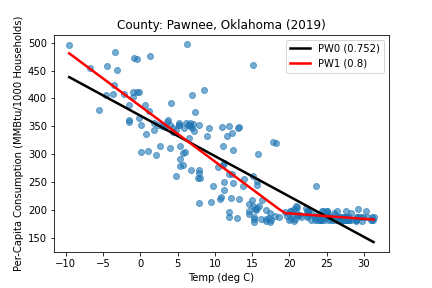 County: Pawnee, Oklahoma (2019)
PW0 (0.752)
PW1 (0.8)
Per-Capita Consumption (MMBtu/1000 Households)
500
450
400
350
300
250
200
150
−10 −5 0 5 10 15 20 25 30
Temp (deg C)